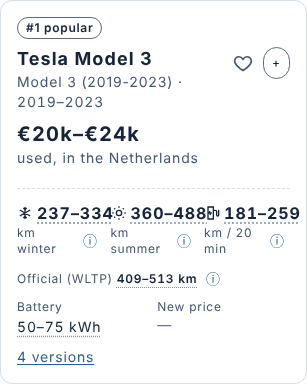 #1 popular
Tesla Model 3
+
Model 3 (2019-2023) ·
2019–2023
€20k–€24k
used, in the Netherlands
237–334 360–488 181–259
km winter km summer km / 20 min
Official (WLTP) 409–513 km
Battery New price
50–75 kWh —
4 versions